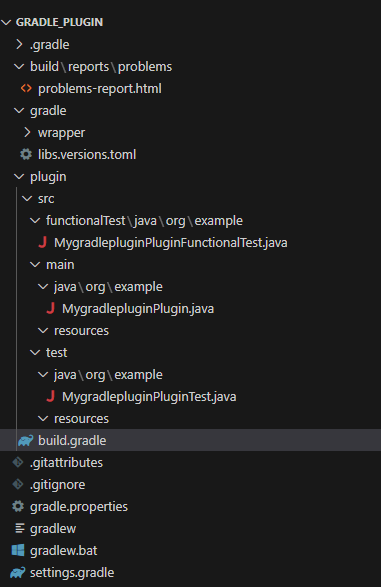 GRADLE_PLUGIN
.gradle
build\reports\problems
problems-report.html
gradle
wrapper
libs.versions.toml
plugin
src
functionalTest\java\org\example
MygradlepluginPluginFunctionalTest.java
main
java\org\example
MygradlepluginPlugin.java
resources
test
java\org\example
MygradlepluginPluginTest.java
resources
build.gradle
.gitattributes
.gitignore
gradle.properties
gradlew
gradlew.bat
settings.gradle